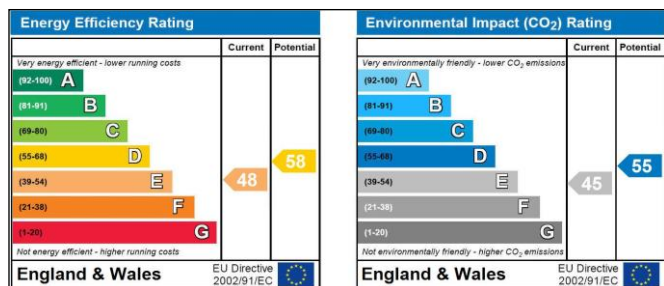 Energy Efficiency Rating
Current Potential
Very energy efficient - lower running costs
(92-100) A
(81-91) B
(69-80) C
(55-68) D
(39-54) E
(21-38) F
(1-20) G
48
58
Not energy efficient - higher running costs
England & Wales
EU Directive
2002/91/EC
Environmental Impact (CO₂) Rating
Current Potential
Very environmentally friendly - lower CO₂ emissions
(92-100) A
(81-91) B
(69-80) C
(55-68) D
(39-54) E
(21-38) F
(1-20) G
45
55
Not environmentally friendly - higher CO₂ emissions
England & Wales
EU Directive
2002/91/EC